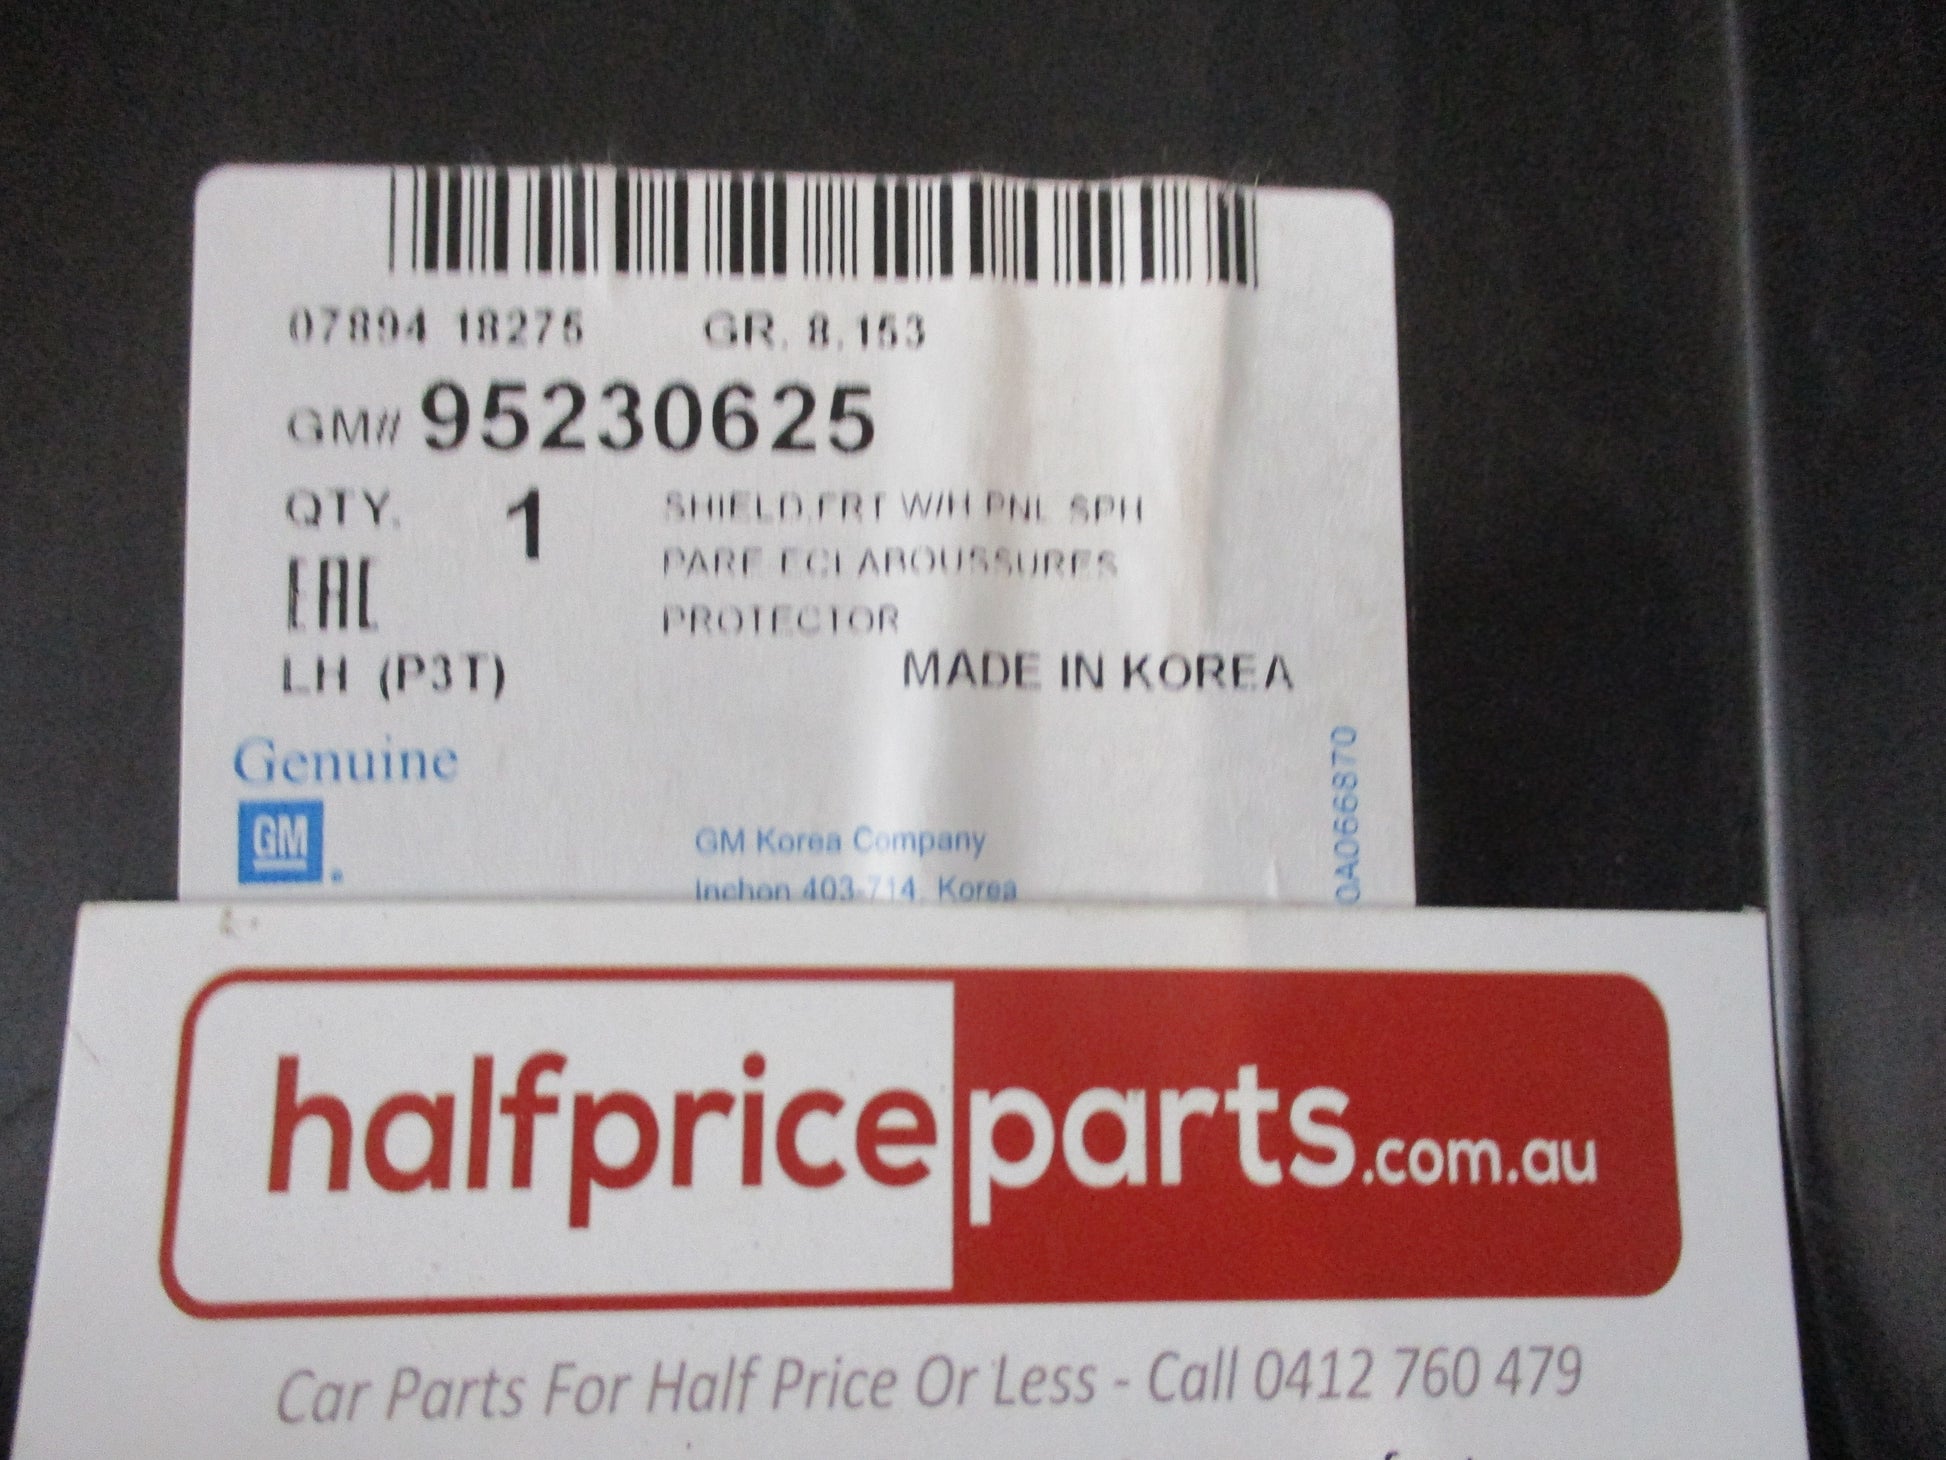 07894 18275 GR. 8.153
GM# 95230625
QTY. 1 SHIELD,FRT W/H PNL SPH
PARE ECLABOUSSURES
EAC
PROTECTOR
LH (P3T) MADE IN KOREA
Genuine
GM
GM Korea Company
Inchon 403-714, Korea
0A066870
halfpriceparts.com.au
Car Parts For Half Price Or Less - Call 0412 760 479